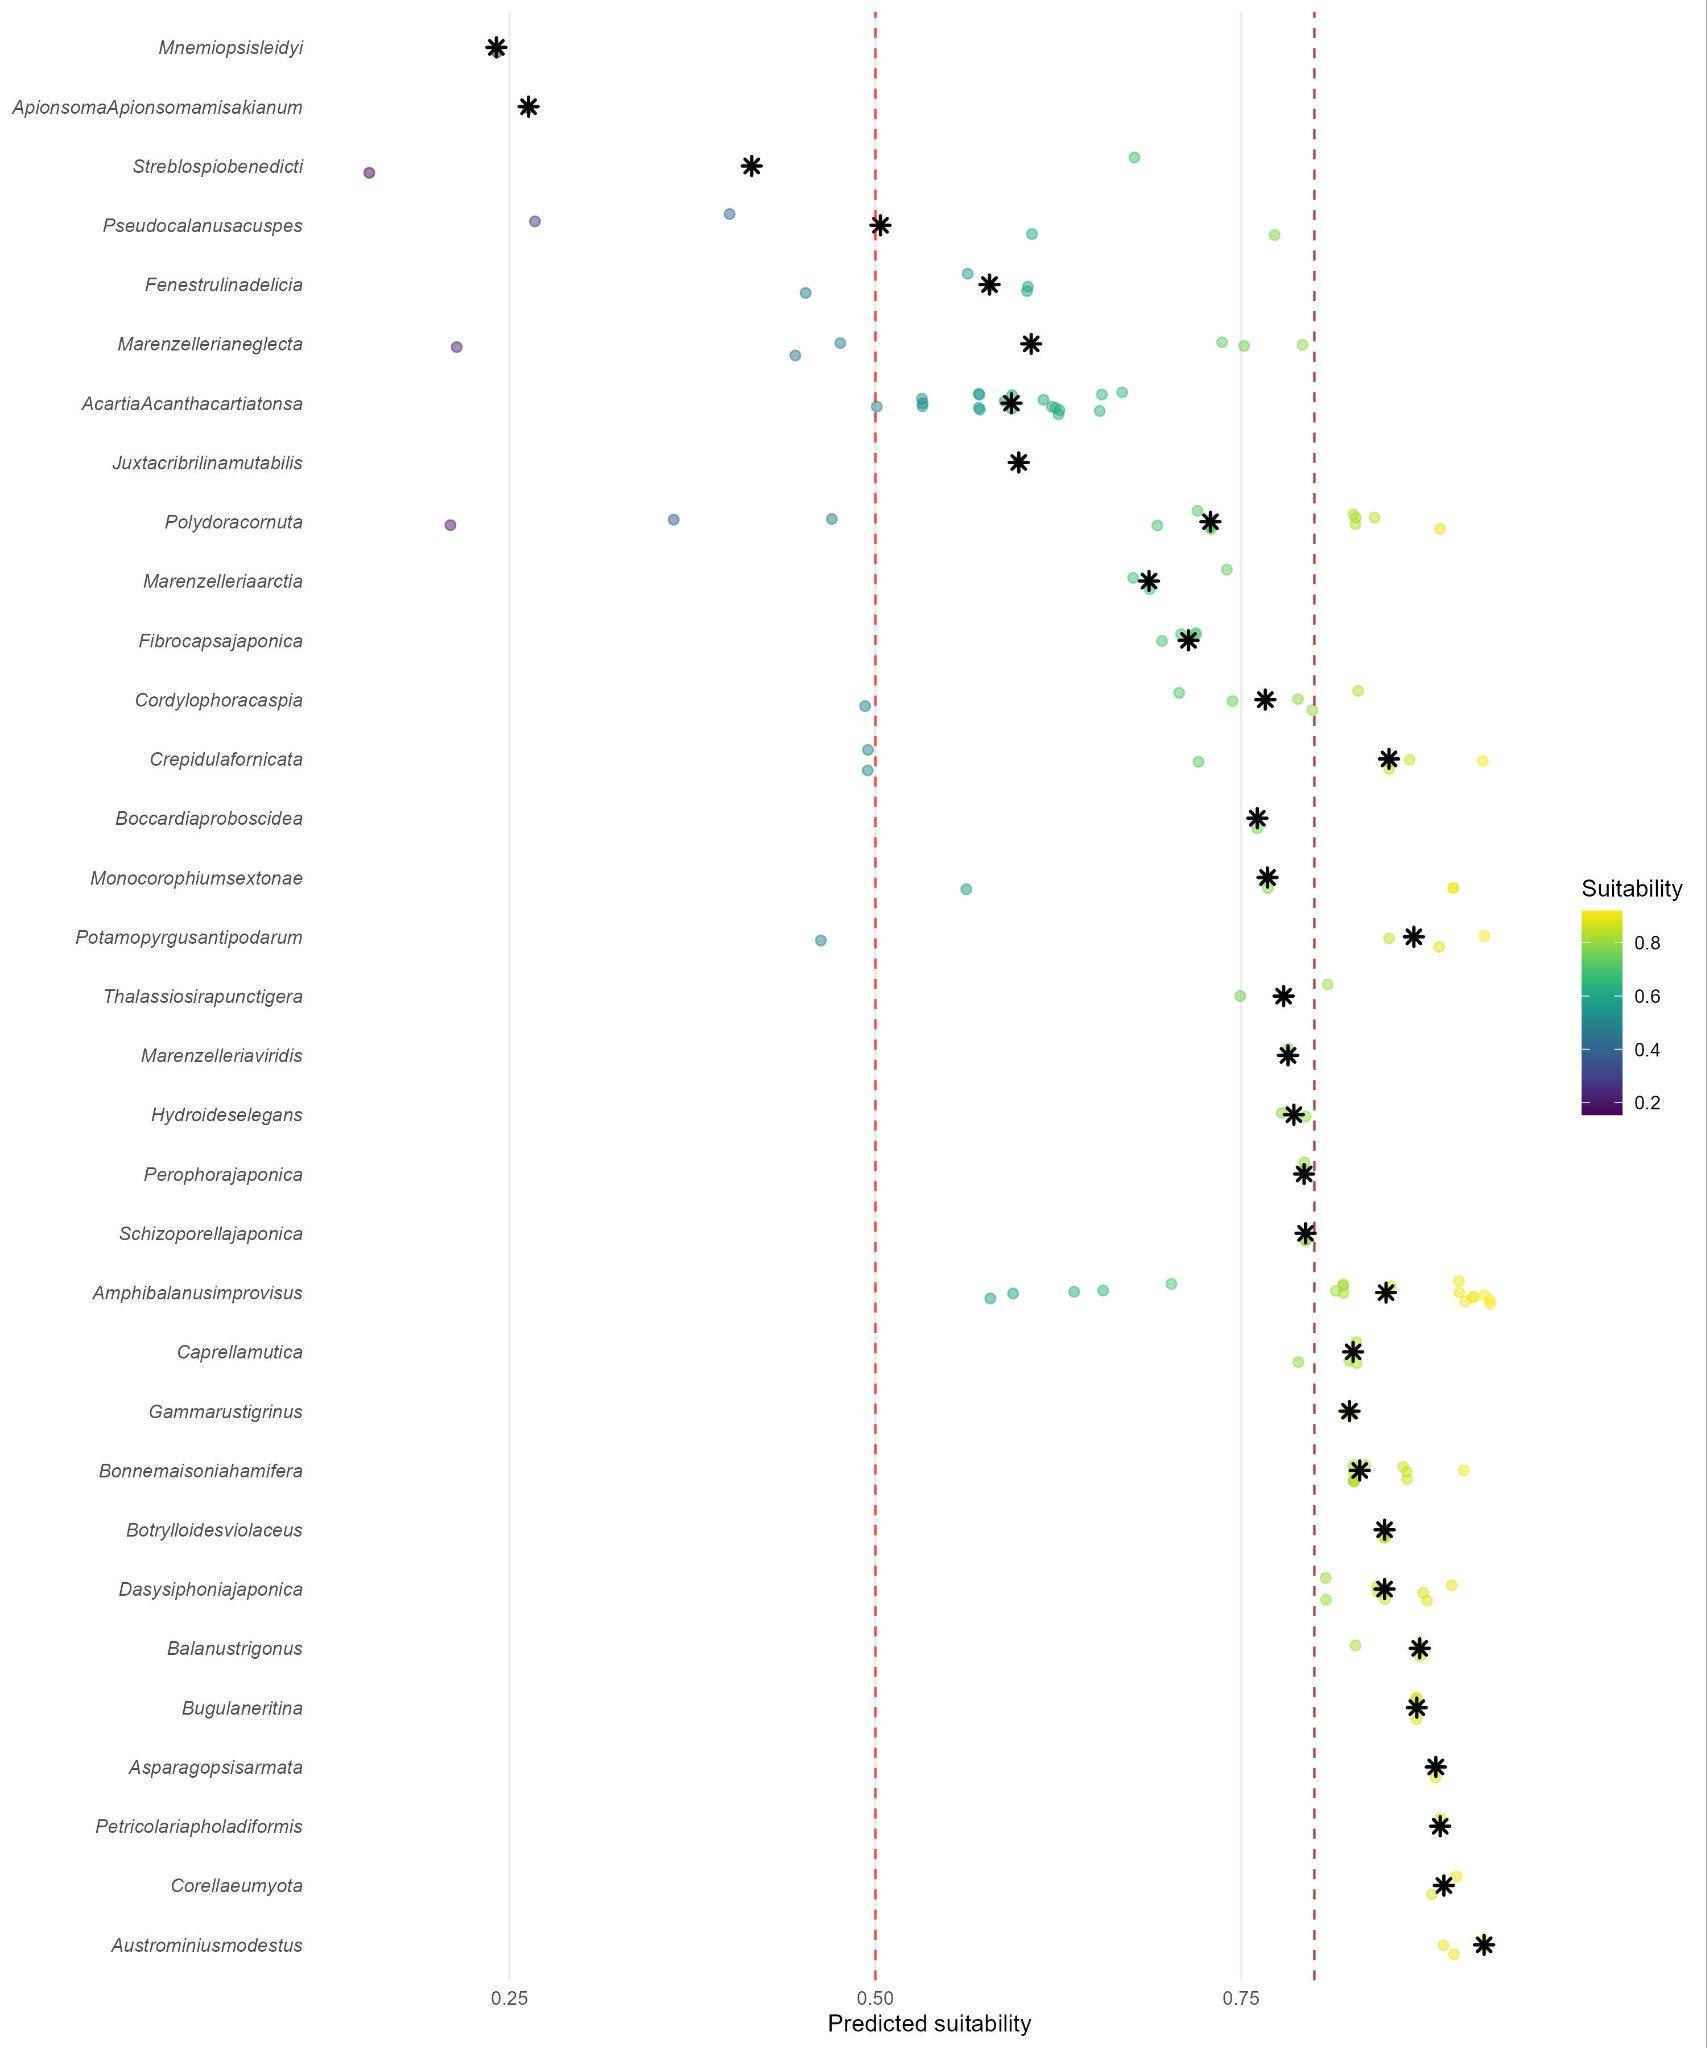 Mnemiopsisleidyi
ApionsomaApionsomamisakianum
Streblospiobenedicti
Pseudocalanusacuspes
Fenestrulinadelicia
Marenzellerianeglecta
AcartiaAcanthacartiatonsa
Juxtacribrilinamutabilis
Polydoracornuta
Marenzelleriaarctia
Fibrocapsajaponica
Cordylophoracaspia
Crepidulafornicata
Boccardiaproboscidea
Monocorophiumsextonae
Potamopyrgusantipodarum
Thalassiosirapunctigera
Marenzelleriaviridis
Hydroideselegans
Perophorajaponica
Schizoporellajaponica
Amphibalanusimprovisus
Caprellamutica
Gammarustigrinus
Bonnemaisoniahamifera
Botrylloidesviolaceus
Dasysiphoniajaponica
Balanustrigonus
Bugulaneritina
Asparagopsisarmata
Petricolariapholadiformis
Corellaeumyota
Austrominiusmodestus
0.25 0.50 0.75
Predicted suitability
Suitability
0.8
0.6
0.4
0.2